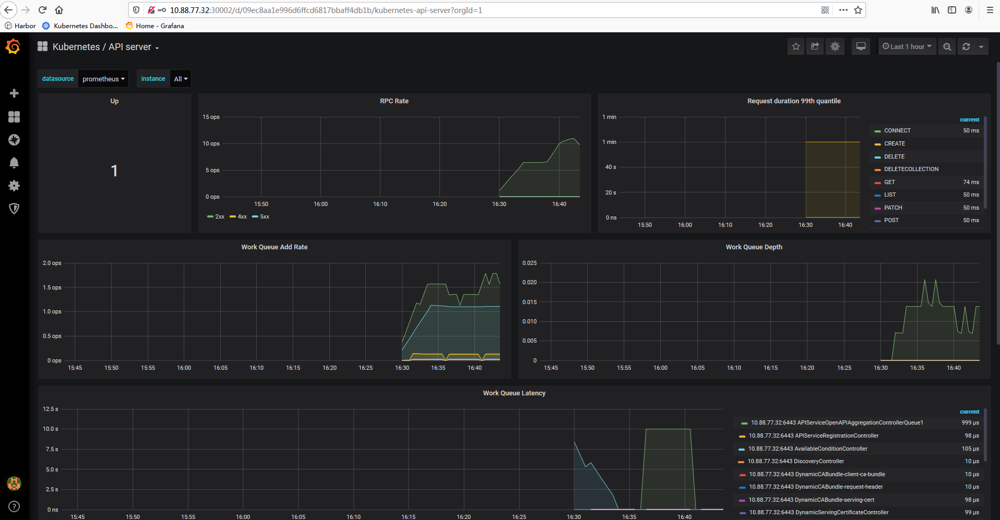 10.88.77.32:30002/d/09ec8aa1e996d6ffcd6817bbaff4db1b/kubernetes-api-server?orgId=1
Harbor Kubernetes Dashbo... Home - Grafana
Kubernetes / API server
Last 1 hour
datasource prometheus instance All
Up
1
RPC Rate
15 ops
10 ops
5 ops
0 ops
15:50 16:00 16:10 16:20 16:30 16:40
2xx 4xx 5xx
Request duration 99th quantile
1 min
1 min
40 s
20 s
0 ns
15:50 16:00 16:10 16:20 16:30 16:40
current
CONNECT 50 ms
CREATE
DELETE
DELETECOLLECTION
GET 74 ms
LIST 50 ms
PATCH 50 ms
POST 50 ms
Work Queue Add Rate
2.0 ops
1.5 ops
1.0 ops
0.5 ops
0 ops
15:45 15:50 15:55 16:00 16:05 16:10 16:15 16:20 16:25 16:30 16:35 16:40
Work Queue Depth
0.025
0.020
0.015
0.010
0.005
0
15:45 15:50 15:55 16:00 16:05 16:10 16:15 16:20 16:25 16:30 16:35 16:40
Work Queue Latency
12.5 s
10.0 s
7.5 s
5.0 s
2.5 s
0 ns
15:45 15:50 15:55 16:00 16:05 16:10 16:15 16:20 16:25 16:30 16:35 16:40
current
10.88.77.32:6443 APIServiceOpenAPIAggregationControllerQueue1 999 µs
10.88.77.32:6443 APIServiceRegistrationController 98 µs
10.88.77.32:6443 AvailableConditionController 105 µs
10.88.77.32:6443 DiscoveryController 10 µs
10.88.77.32:6443 DynamicCABundle-client-ca-bundle 10 µs
10.88.77.32:6443 DynamicCABundle-request-header 10 µs
10.88.77.32:6443 DynamicCABundle-serving-cert 98 µs
10.88.77.32:6443 DynamicServingCertificateController 99 µs